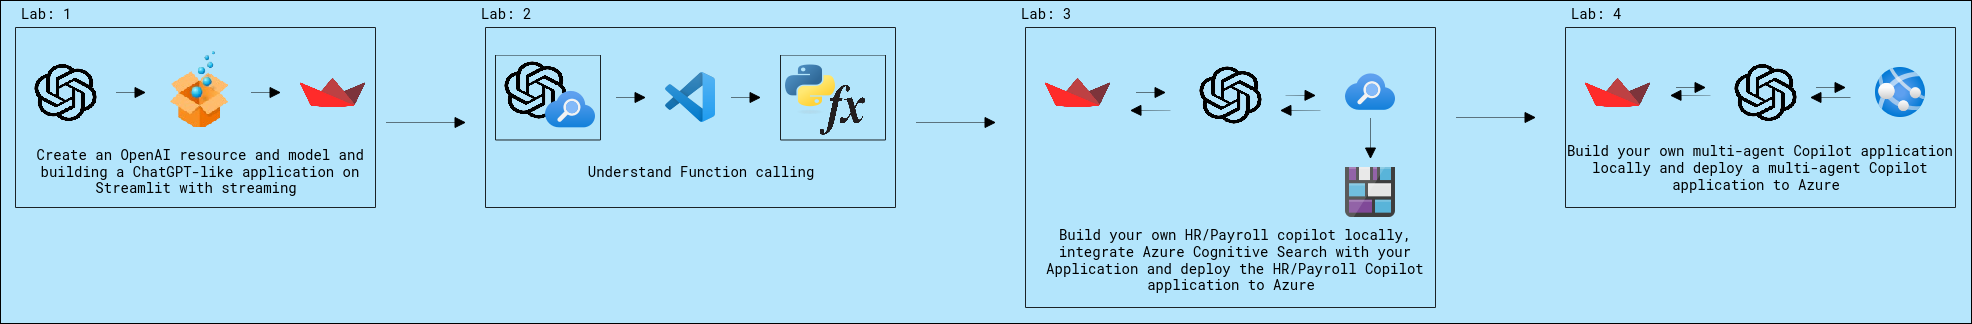 Lab: 1
Create an OpenAI resource and model and
building a ChatGPT-like application on
Streamlit with streaming
Lab: 2
fx
Understand Function calling
Lab: 3
Build your own HR/Payroll copilot locally,
integrate Azure Cognitive Search with your
Application and deploy the HR/Payroll Copilot
application to Azure
Lab: 4
Build your own multi-agent Copilot application
locally and deploy a multi-agent Copilot
application to Azure